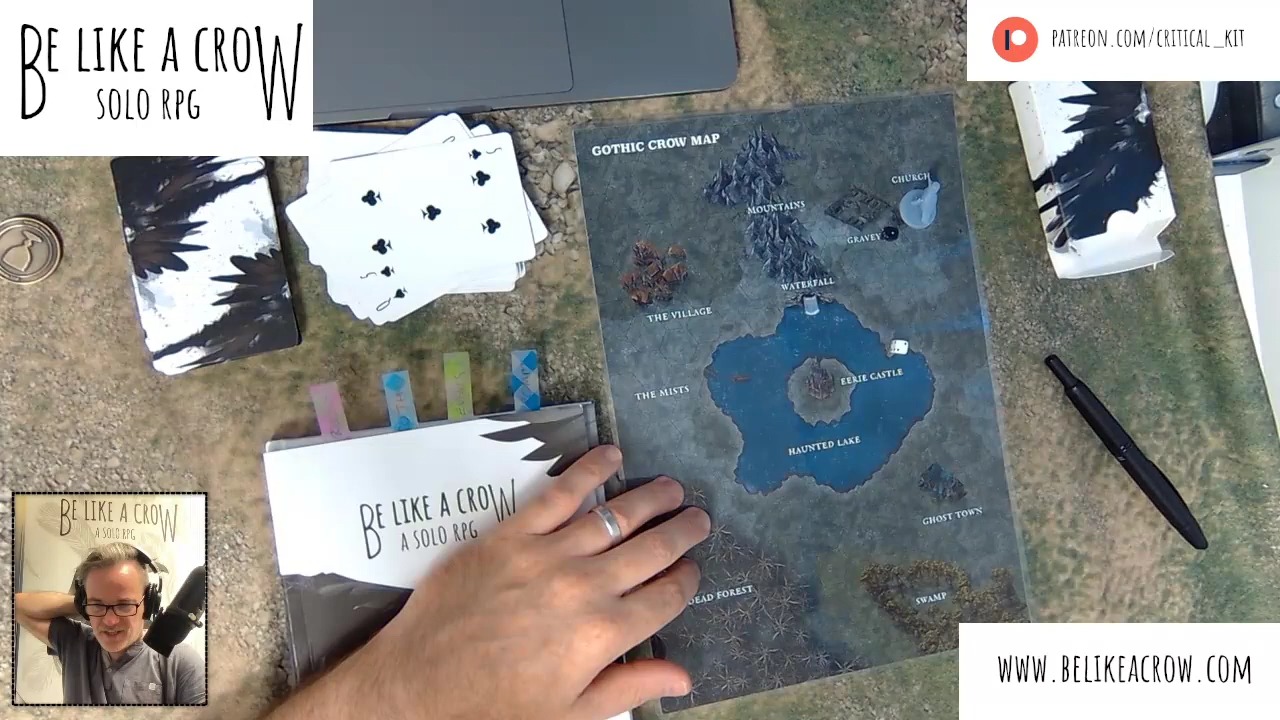 BE LIKE A CROW
SOLO RPG
PATREON.COM/CRITICAL_KIT
GOTHIC CROW MAP
CHURCH
MOUNTAINS
GRAVEY
WATERFALL
THE VILLAGE
EERIE CASTLE
THE MISTS
HAUNTED LAKE
GHOST TOWN
DEAD FOREST
SWAMP
BE LIKE A CROW
A SOLO RPG
BE LIKE A CROW
A SOLO RPG
WWW.BELIKEACROW.COM